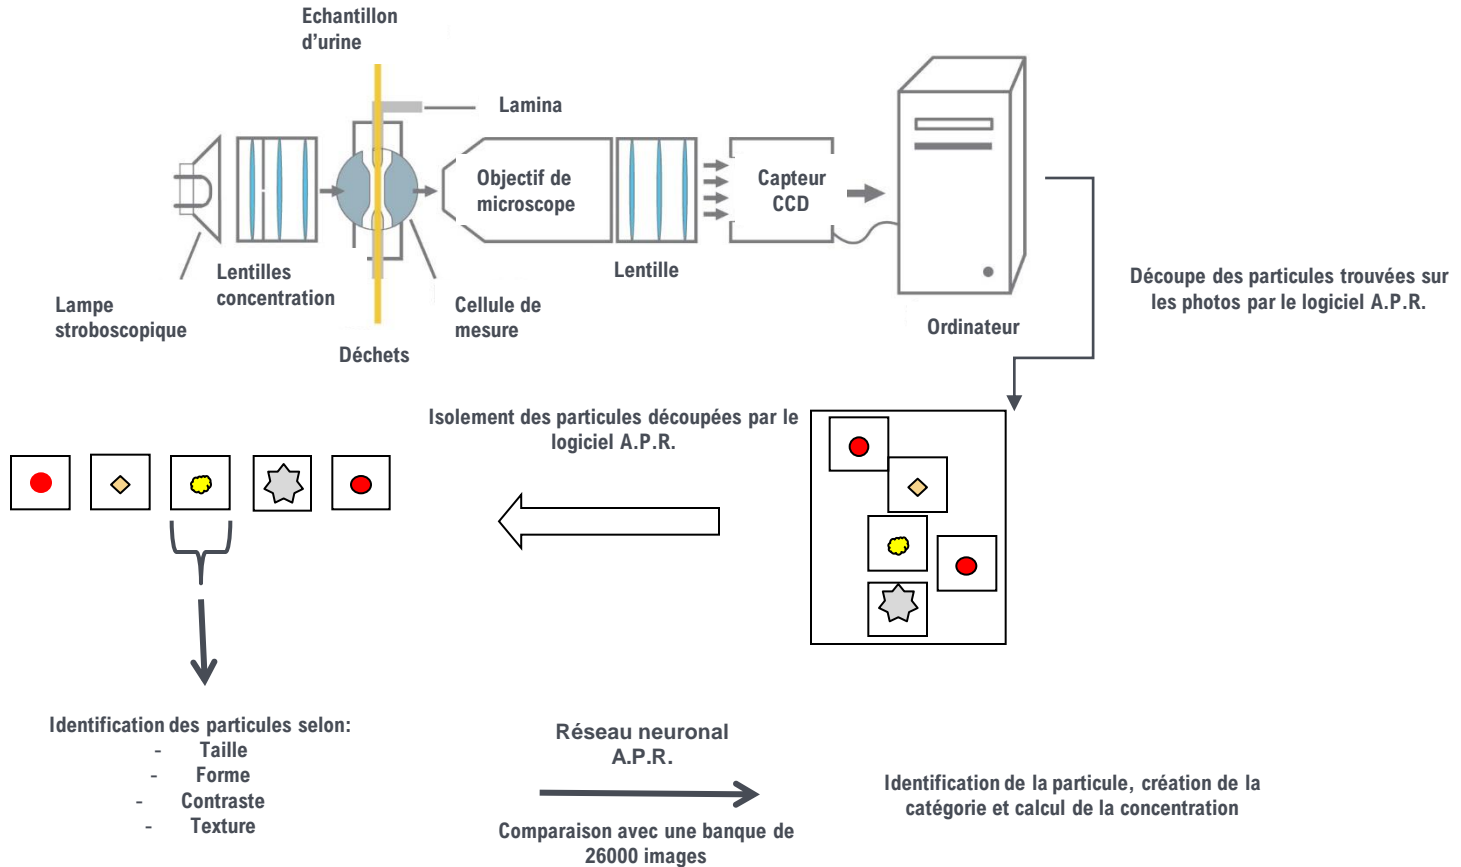 Echantillon
d'urine
Lamina
Objectif de
microscope
Capteur
CCD
Lentilles
concentration
Lentille
Lampe
stroboscopique
Cellule de
mesure
Déchets
Ordinateur
Découpe des particules trouvées sur
les photos par le logiciel A.P.R.
Isolement des particules découpées par le
logiciel A.P.R.
Identification des particules selon:
- Taille
- Forme
- Contraste
- Texture
Réseau neuronal
A.P.R.
Comparaison avec une banque de
26000 images
Identification de la particule, création de la
catégorie et calcul de la concentration